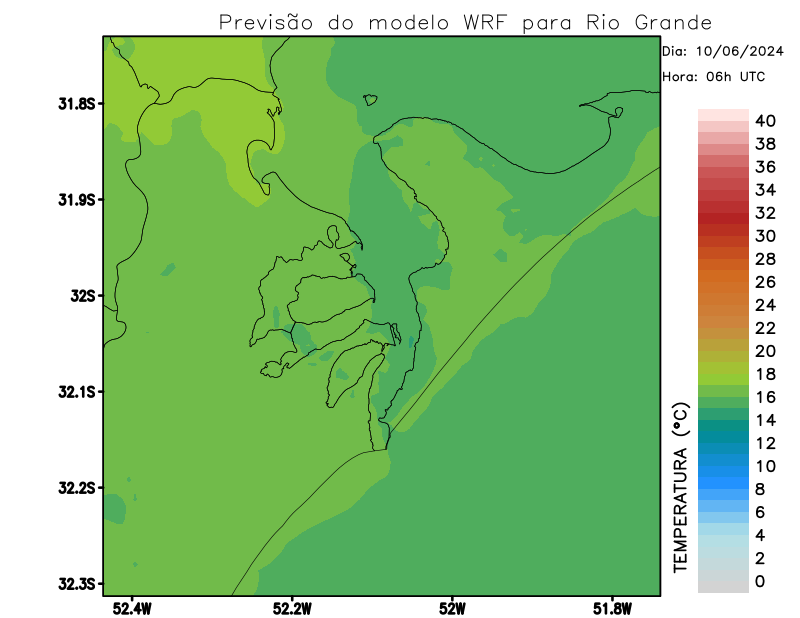 Previsão do modelo WRF para Rio Grande
Dia: 10/06/2024
Hora: 06h UTC
31.8S
31.9S
32S
32.1S
32.2S
32.3S
52.4W
52.2W
52W
51.8W
TEMPERATURA (°C)
40
38
36
34
32
30
28
26
24
22
20
18
16
14
12
10
8
6
4
2
0